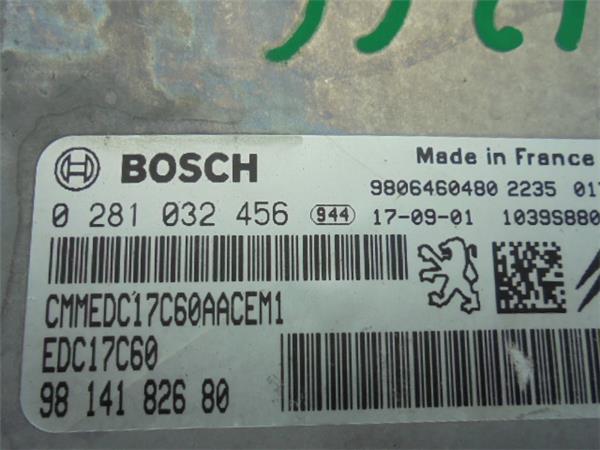 BOSCH
Made in France
9806460480 2235
0 281 032 456 944 17-09-01 1039S880
CMMEDC17C60AACEM1
EDC17C60
98 141 826 80